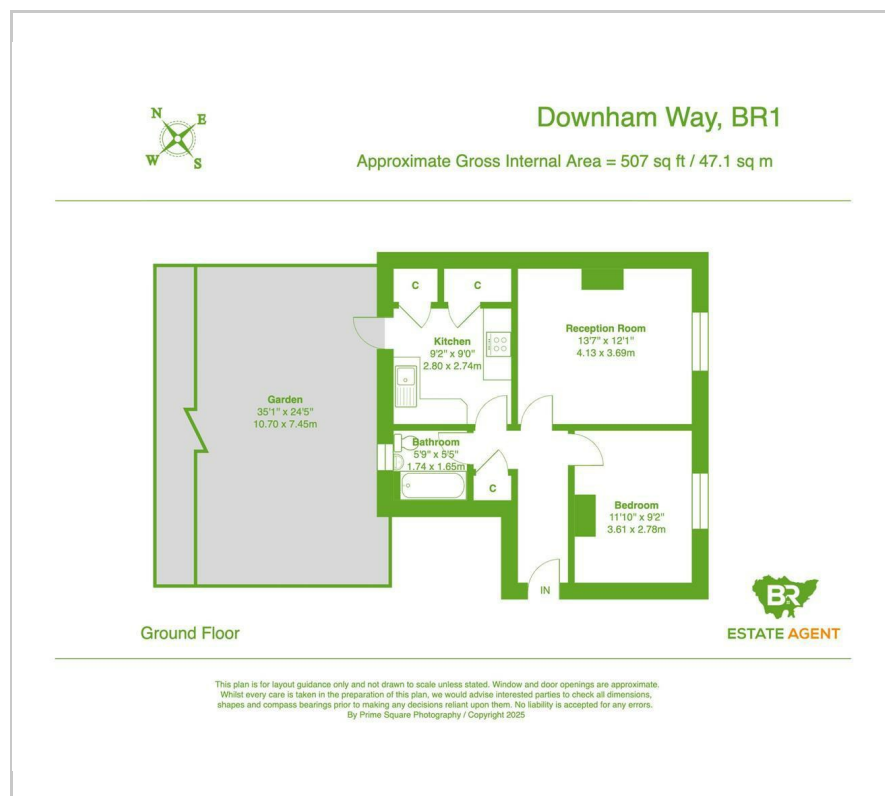 N
E
W
S
Downham Way, BR1
Approximate Gross Internal Area = 507 sq ft / 47.1 sq m
C
C
Kitchen
9'2" x 9'0"
2.80 x 2.74m
Reception Room
13'7" x 12'1"
4.13 x 3.69m
Garden
35'1" x 24'5"
10.70 x 7.45m
Bathroom
5'9" x 5'5"
1.74 x 1.65m
C
Bedroom
11'10" x 9'2"
3.61 x 2.78m
IN
Ground Floor
B&R
ESTATE AGENT
This plan is for layout guidance only and not drawn to scale unless stated. Window and door openings are approximate.
Whilst every care is taken in the preparation of this plan, we would advise interested parties to check all dimensions,
shapes and compass bearings prior to making any decisions reliant upon them. No liability is accepted for any errors.
By Prime Square Photography / Copyright 2025